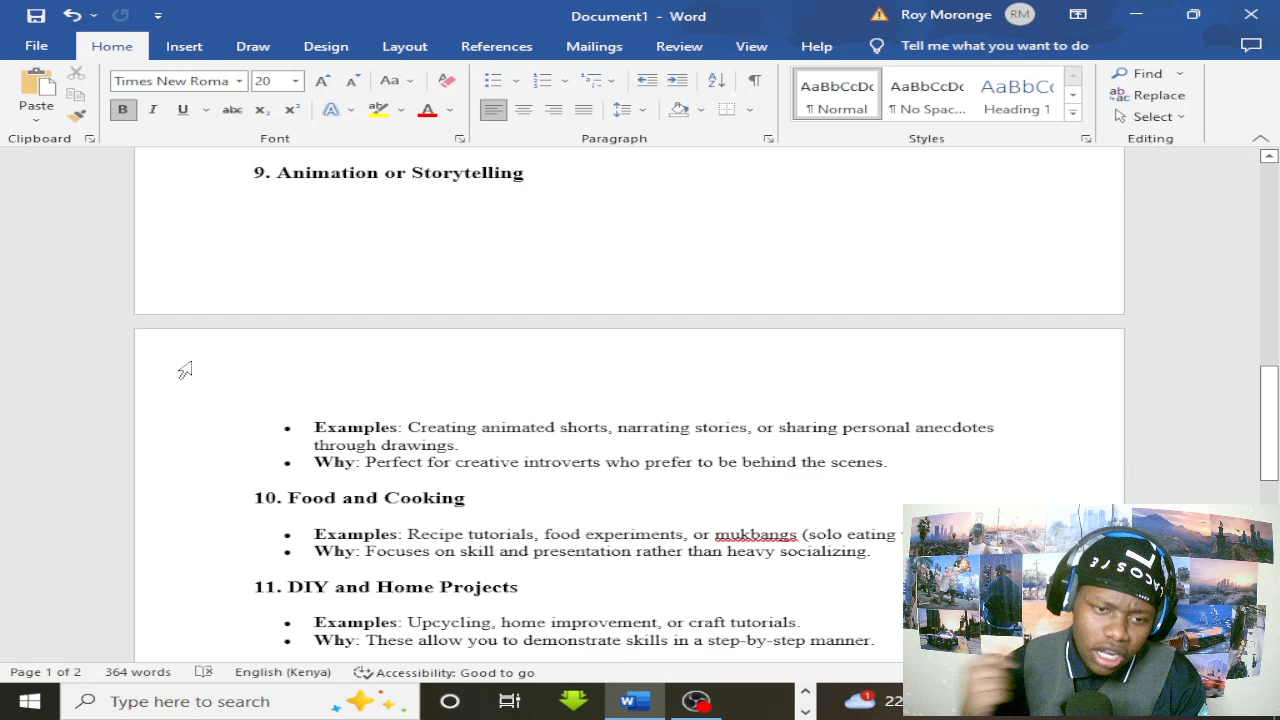 Document1 - Word
Roy Moronge
RM
File
Home
Insert
Draw
Design
Layout
References
Mailings
Review
View
Help
Tell me what you want to do
Paste
Times New Roma
20
Aa
B
I
U
abc
x₂
x²
A
A
AaBbCcDc
AaBbCcDc
AaBbCc
¶ Normal
¶ No Spac...
Heading 1
Find
Replace
Select
Clipboard
Font
Paragraph
Styles
Editing
9. Animation or Storytelling
• Examples: Creating animated shorts, narrating stories, or sharing personal anecdotes
through drawings.
• Why: Perfect for creative introverts who prefer to be behind the scenes.
10. Food and Cooking
• Examples: Recipe tutorials, food experiments, or mukbangs (solo eating
• Why: Focuses on skill and presentation rather than heavy socializing.
11. DIY and Home Projects
• Examples: Upcycling, home improvement, or craft tutorials.
• Why: These allow you to demonstrate skills in a step-by-step manner.
LACOSTE
Page 1 of 2
364 words
English (Kenya)
Accessibility: Good to go
Type here to search
1
22